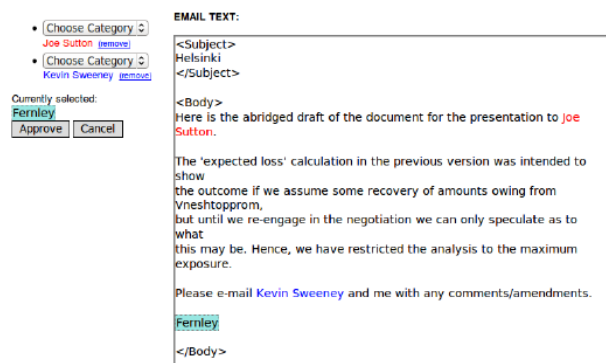 Choose Category
Joe Sutton (remove)
Choose Category
Kevin Sweeney (remove)
Currently selected:
Fernley
Approve Cancel
EMAIL TEXT:
<Subject>
Helsinki
</Subject>
<Body>
Here is the abridged draft of the document for the presentation to Joe
Sutton.
The 'expected loss' calculation in the previous version was intended to
show
the outcome if we assume some recovery of amounts owing from
Vneshtopprom,
but until we re-engage in the negotiation we can only speculate as to
what
this may be. Hence, we have restricted the analysis to the maximum
exposure.
Please e-mail Kevin Sweeney and me with any comments/amendments.
Fernley
</Body>